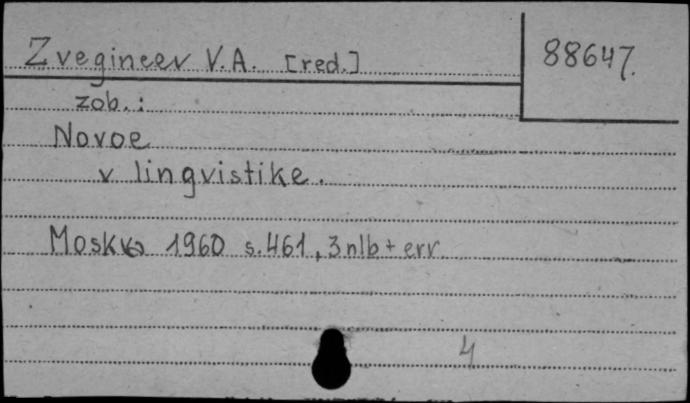 Zvegincev V.A. [red.] 88647.
zob.:
Novoe
v lingvistike.
Moskva 1960 s.461, 3 nlb + err.
4